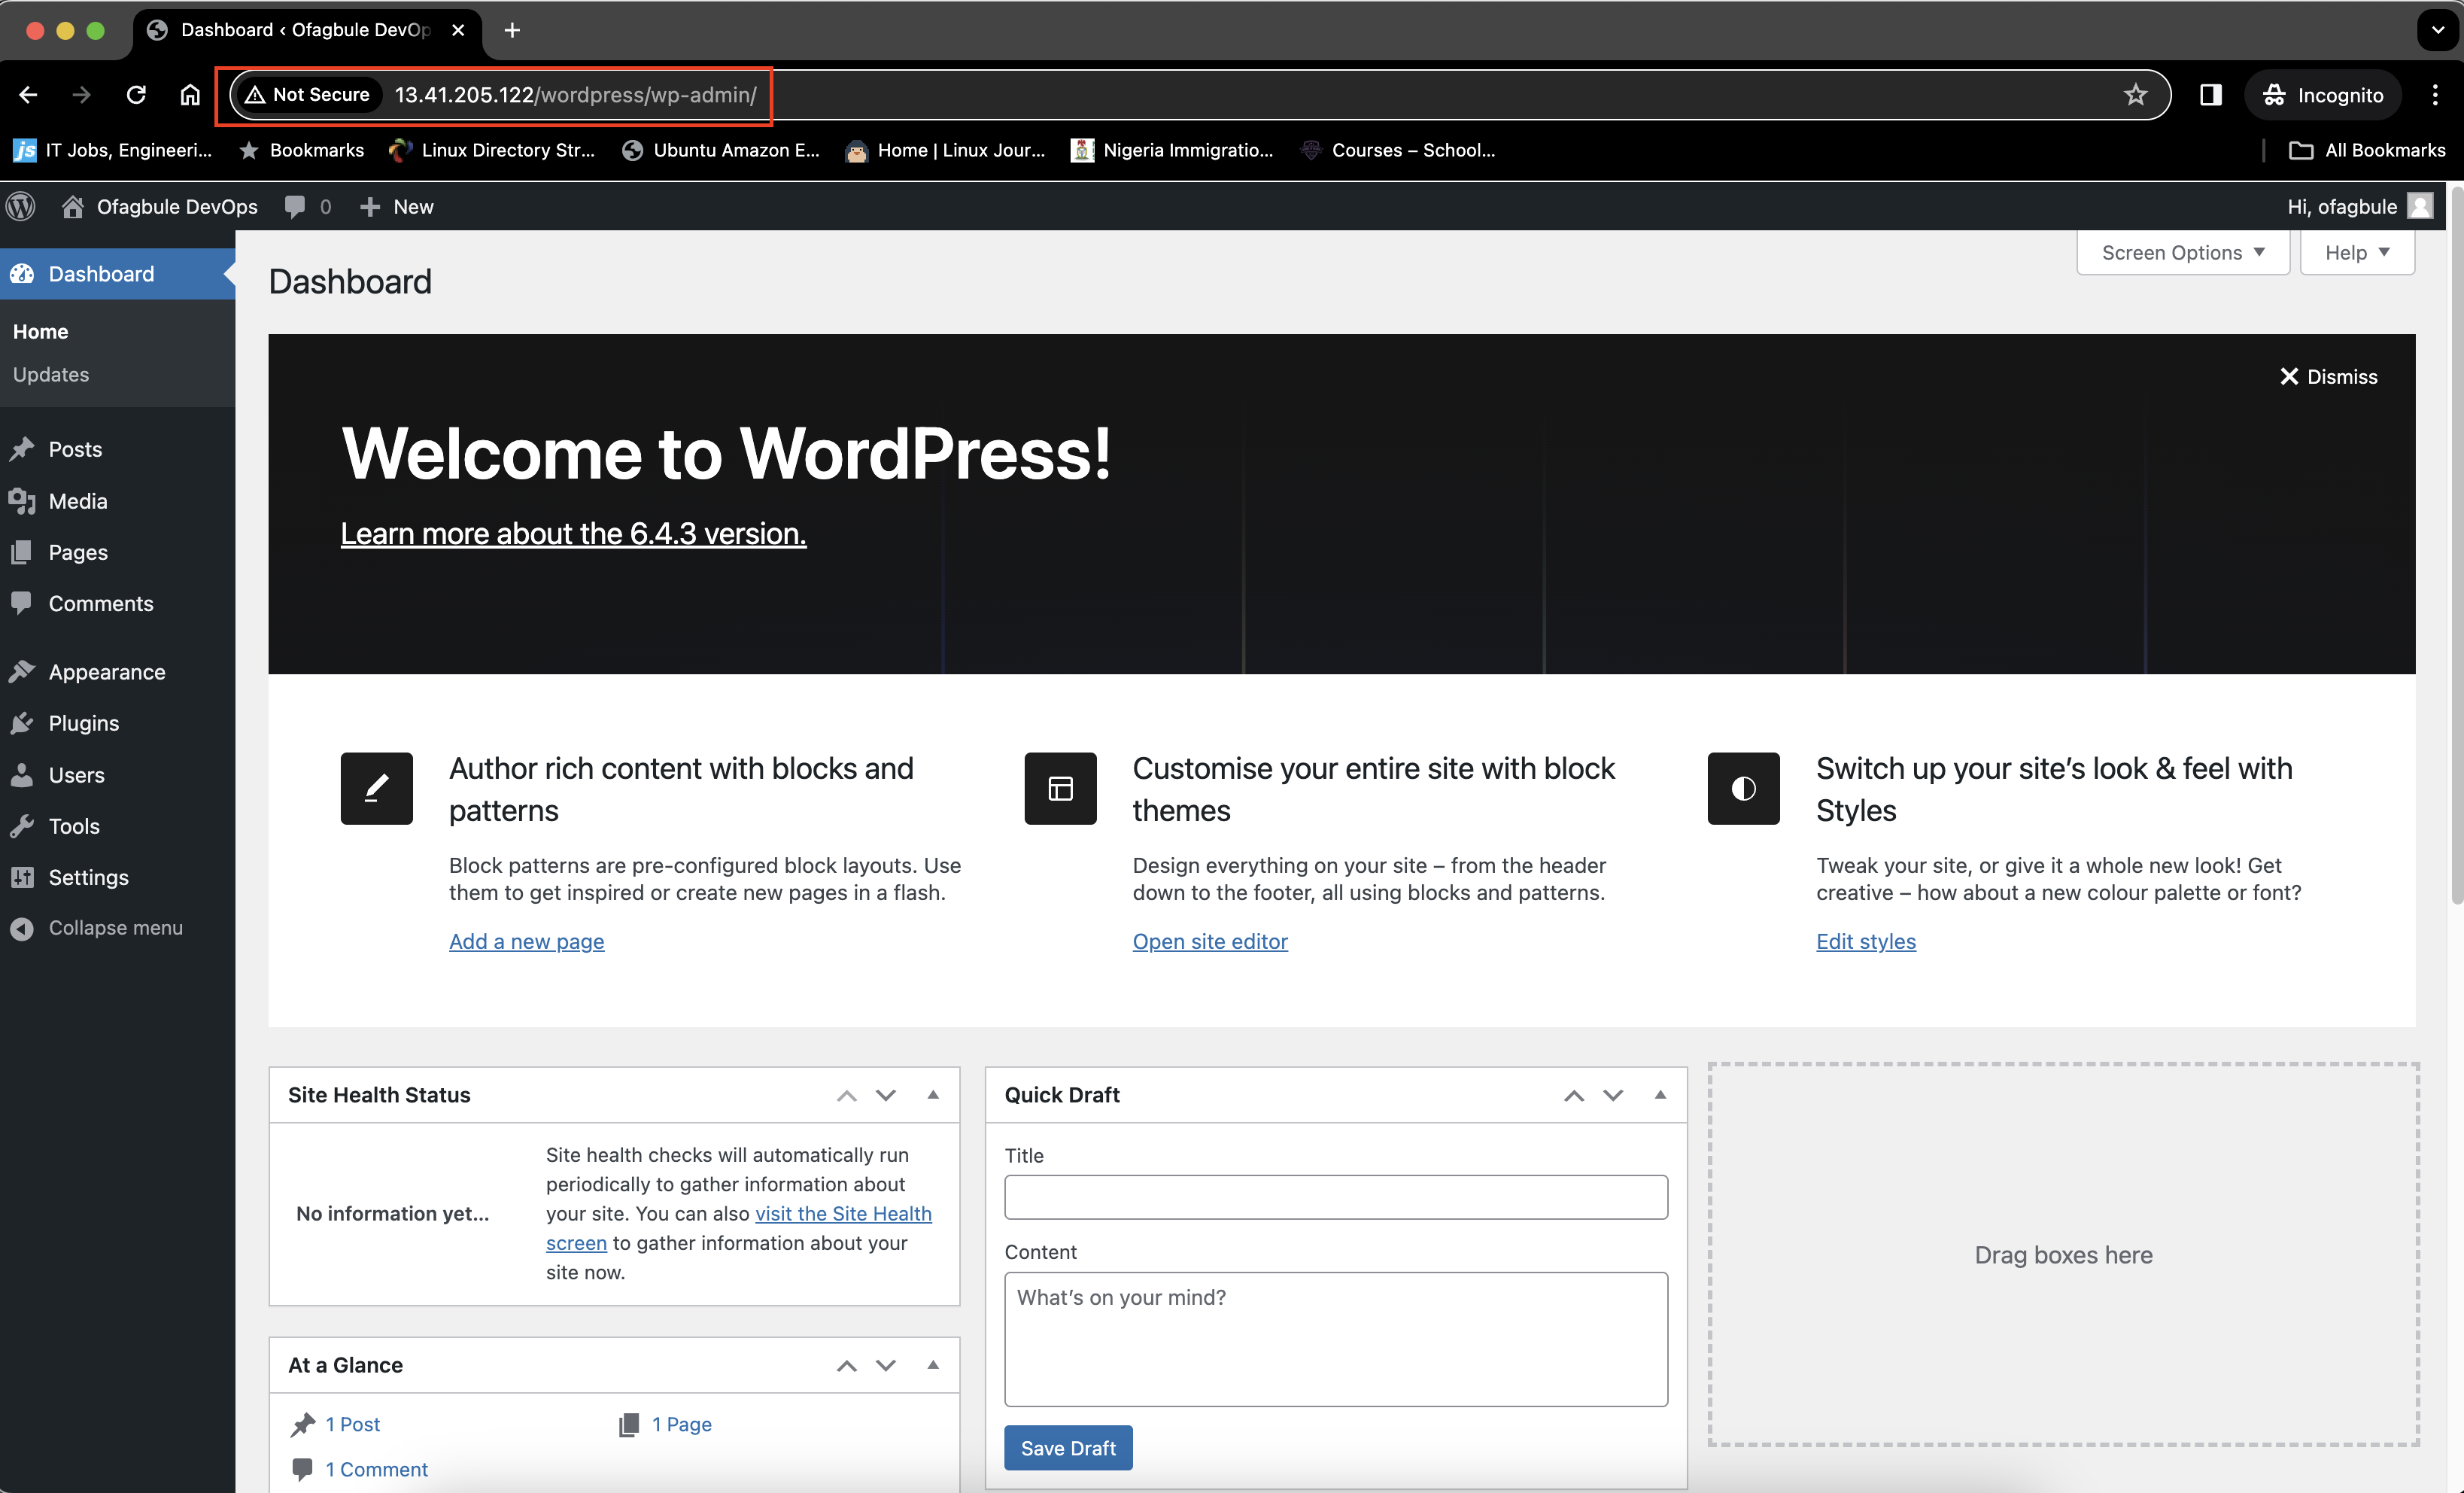 Dashboard ‹ Ofagbule DevOp
Not Secure 13.41.205.122/wordpress/wp-admin/
Incognito
IT Jobs, Engineeri...
Bookmarks
Linux Directory Str...
Ubuntu Amazon E...
Home | Linux Jour...
Nigeria Immigratio...
Courses – School...
All Bookmarks
Ofagbule DevOps
0
New
Hi, ofagbule
Dashboard
Home
Updates
Posts
Media
Pages
Comments
Appearance
Plugins
Users
Tools
Settings
Collapse menu
Screen Options
Help
Dashboard
Dismiss
Welcome to WordPress!
Learn more about the 6.4.3 version.
Author rich content with blocks and
patterns
Block patterns are pre-configured block layouts. Use
them to get inspired or create new pages in a flash.
Add a new page
Customise your entire site with block
themes
Design everything on your site – from the header
down to the footer, all using blocks and patterns.
Open site editor
Switch up your site’s look & feel with
Styles
Tweak your site, or give it a whole new look! Get
creative – how about a new colour palette or font?
Edit styles
Site Health Status
No information yet...
Site health checks will automatically run
periodically to gather information about
your site. You can also visit the Site Health
screen to gather information about your
site now.
At a Glance
1 Post
1 Page
1 Comment
Quick Draft
Title
Content
What’s on your mind?
Save Draft
Drag boxes here